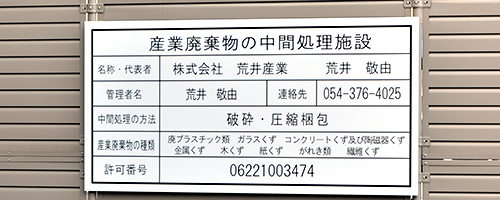 産業廃棄物の中間処理施設
名称・代表者 株式会社 荒井産業 荒井 敬由
管理者名 荒井 敬由 連絡先 054-376-4025
中間処理の方法 破砕・圧縮梱包
産業廃棄物の種類 廃プラスチック類 ガラスくず コンクリートくず及び陶磁器くず
金属くず 木くず 紙くず がれき類 繊維くず
許可番号 06221003474